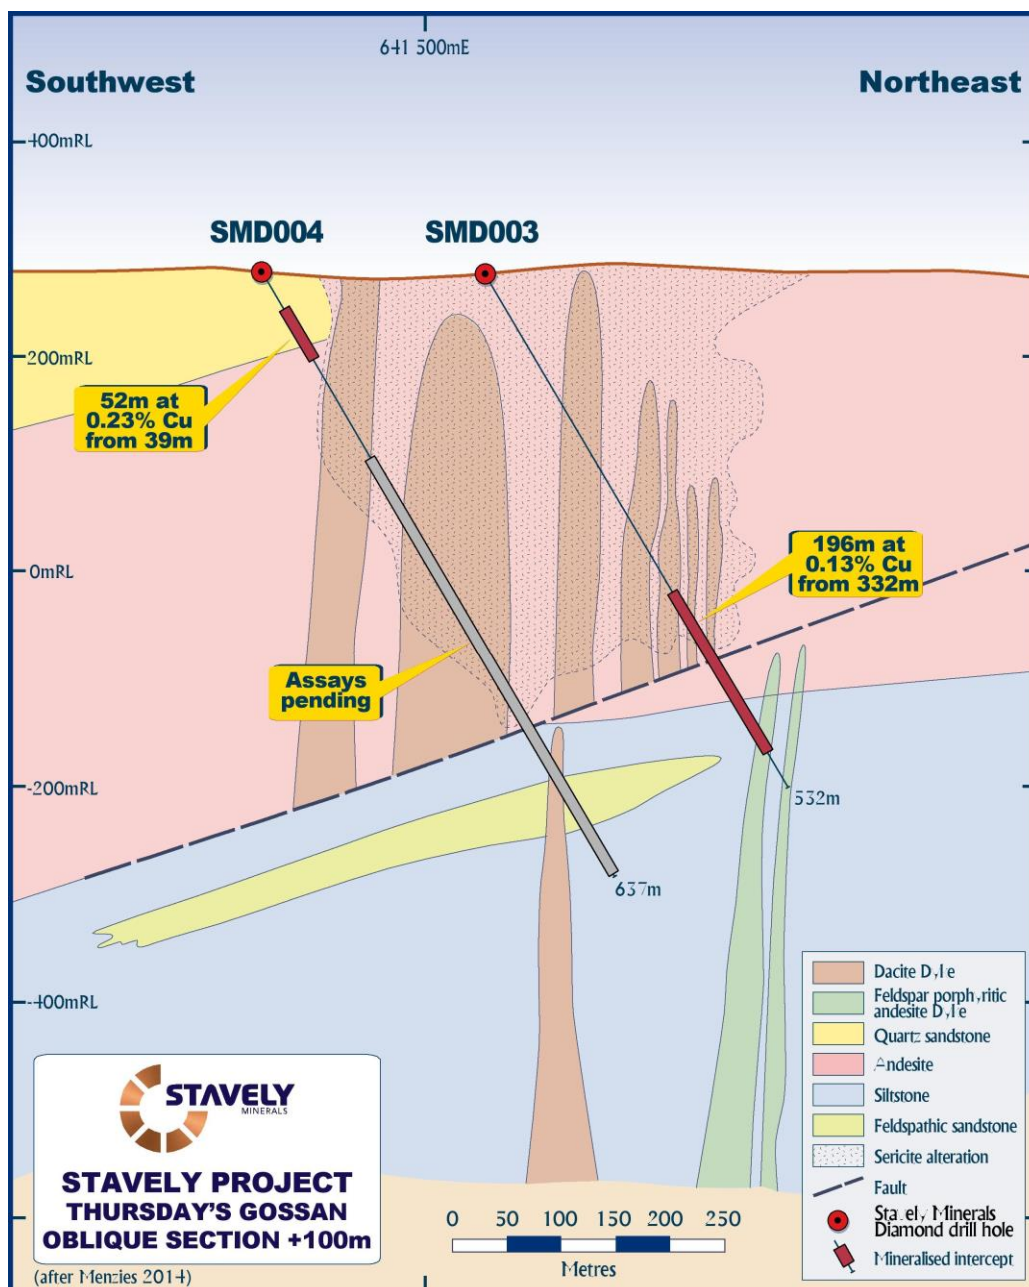 641 500mE
Southwest
Northeast
+00mRL
SMD004
SMD003
200mRL
52m at
0.23% Cu
from 39m
0mRL
196m at
0.13% Cu
from 332m
Assays
pending
-200mRL
532m
637m
-+00mRL
Dacite
Feldspar
andesite
Quartz sandstone
Andesite
Siltstone
Feldspathic sandstone
Sericite alteration
Fault
Minerals
Diamond drill hole
Mineralised intercept
STAVELY
MINERALS
STAVELY PROJECT
THURSDAY'S GOSSAN
OBLIQUE SECTION +100m
0 50 100 150 200 250
Metres
(after Menzies 2014)